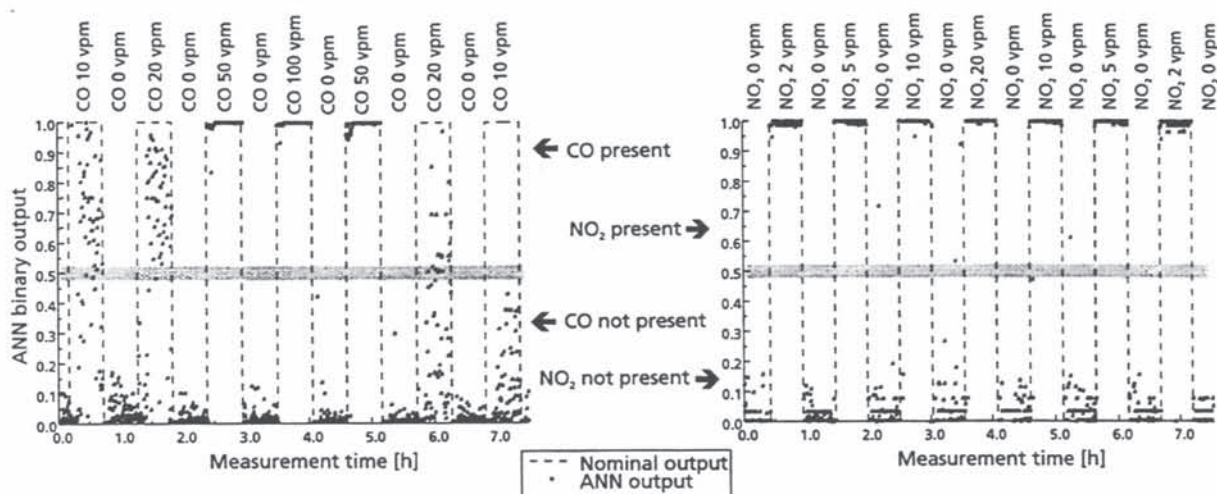 CO 10 vpm
CO 0 vpm
CO 20 vpm
CO 0 vpm
CO 50 vpm
CO 0 vpm
CO 100 vpm
CO 0 vpm
CO 50 vpm
CO 0 vpm
CO 20 vpm
CO 0 vpm
CO 10 vpm
ANN binary output
1.0
0.9
0.8
0.7
0.6
0.5
0.4
0.3
0.2
0.1
0.0
0.0 1.0 2.0 3.0 4.0 5.0 6.0 7.0
Measurement time [h]
CO present
NO₂ present
CO not present
NO₂ not present
Nominal output
ANN output
NO₂ 0 vpm
NO₂ 2 vpm
NO₂ 0 vpm
NO₂ 5 vpm
NO₂ 0 vpm
NO₂ 10 vpm
NO₂ 0 vpm
NO₂ 20 vpm
NO₂ 0 vpm
NO₂ 10 vpm
NO₂ 0 vpm
NO₂ 5 vpm
NO₂ 0 vpm
NO₂ 2 vpm
NO₂ 0 vpm
1.0
0.9
0.8
0.7
0.6
0.5
0.4
0.3
0.2
0.1
0.0
0.0 1.0 2.0 3.0 4.0 5.0 6.0 7.0
Measurement time [h]